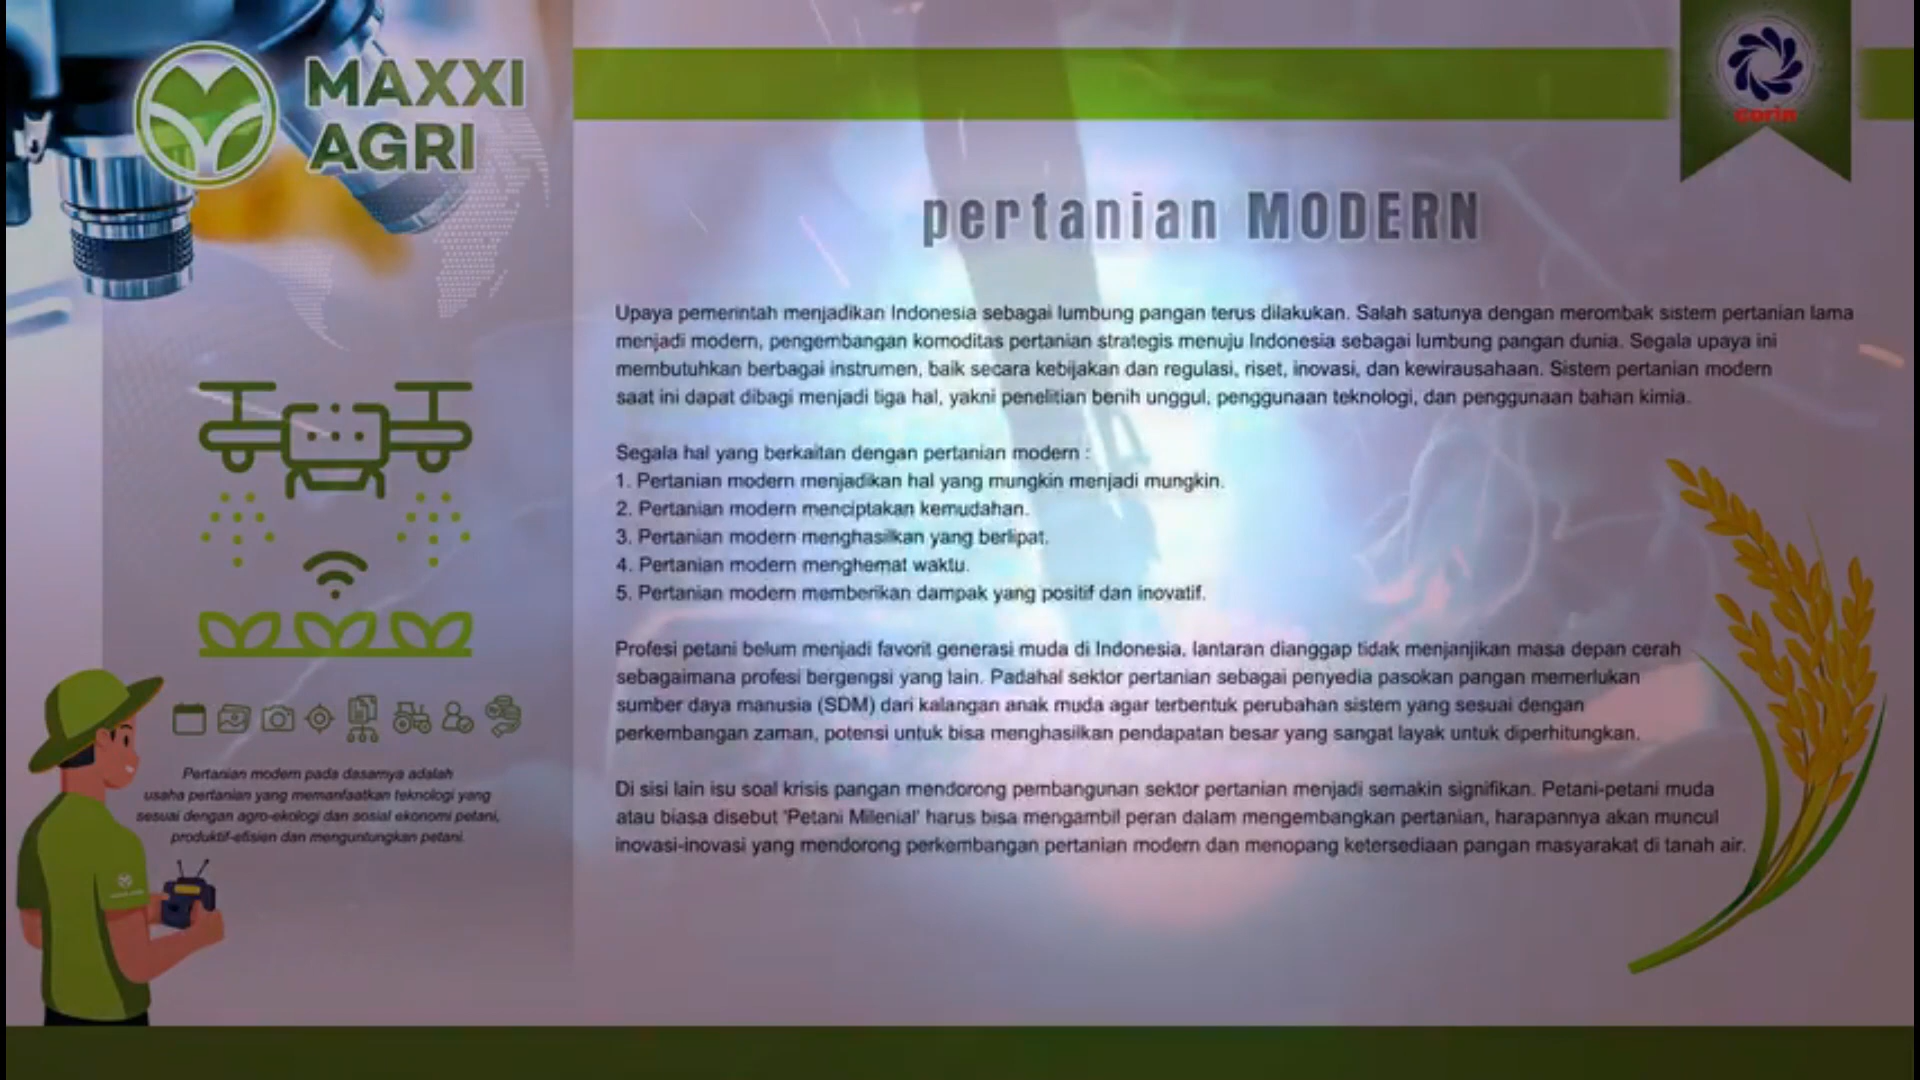 MAXXI
AGRI
corin
pertanian MODERN
Upaya pemerintah menjadikan Indonesia sebagai lumbung pangan terus dilakukan. Salah satunya dengan merombak sistem pertanian lama
menjadi modern, pengembangan komoditas pertanian strategis menuju Indonesia sebagai lumbung pangan dunia. Segala upaya ini
membutuhkan berbagai instrumen, baik secara kebijakan dan regulasi, riset, inovasi, dan kewirausahaan. Sistem pertanian modern
saat ini dapat dibagi menjadi tiga hal, yakni penelitian benih unggul, penggunaan teknologi, dan penggunaan bahan kimia.
Segala hal yang berkaitan dengan pertanian modern :
1. Pertanian modern menjadikan hal yang mungkin menjadi mungkin.
2. Pertanian modern menciptakan kemudahan.
3. Pertanian modern menghasilkan yang berlipat.
4. Pertanian modern menghemat waktu.
5. Pertanian modern memberikan dampak yang positif dan inovatif.
Profesi petani belum menjadi favorit generasi muda di Indonesia, lantaran dianggap tidak menjanjikan masa depan cerah
sebagaimana profesi bergengsi yang lain. Padahal sektor pertanian sebagai penyedia pasokan pangan memerlukan
sumber daya manusia (SDM) dari kalangan anak muda agar terbentuk perubahan sistem yang sesuai dengan
perkembangan zaman, potensi untuk bisa menghasilkan pendapatan besar yang sangat layak untuk diperhitungkan.
Di sisi lain isu soal krisis pangan mendorong pembangunan sektor pertanian menjadi semakin signifikan. Petani-petani muda
atau biasa disebut 'Petani Milenial' harus bisa mengambil peran dalam mengembangkan pertanian, harapannya akan muncul
inovasi-inovasi yang mendorong perkembangan pertanian modern dan menopang ketersediaan pangan masyarakat di tanah air.
Pertanian modern pada dasarnya adalah
usaha pertanian yang memanfaatkan teknologi yang
sesuai dengan agro-ekologi dan sosial ekonomi petani,
produktif-efisien dan menguntungkan petani.